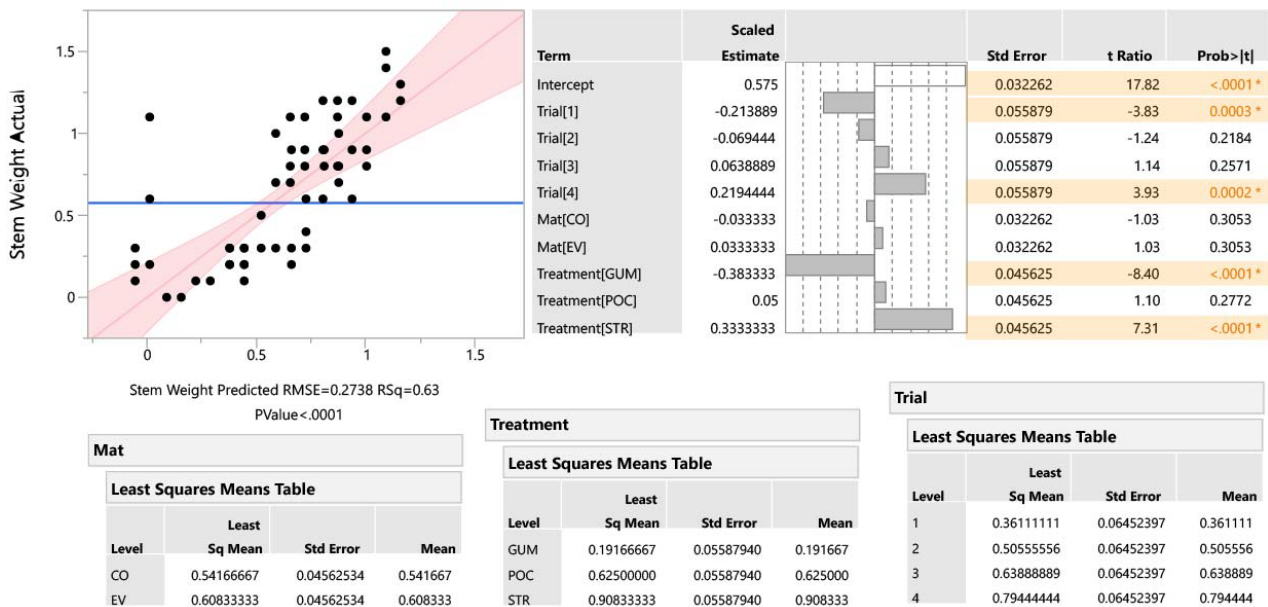 Stem Weight Actual
1.5
1
0.5
0
0 0.5 1 1.5
Stem Weight Predicted RMSE=0.2738 RSq=0.63
PValue<.0001
Scaled
Term Estimate Std Error t Ratio Prob>|t|
Intercept 0.575 0.032262 17.82 <.0001*
Trial[1] -0.213889 0.055879 -3.83 0.0003*
Trial[2] -0.069444 0.055879 -1.24 0.2184
Trial[3] 0.0638889 0.055879 1.14 0.2571
Trial[4] 0.2194444 0.055879 3.93 0.0002*
Mat[CO] -0.033333 0.032262 -1.03 0.3053
Mat[EV] 0.0333333 0.032262 1.03 0.3053
Treatment[GUM] -0.383333 0.045625 -8.40 <.0001*
Treatment[POC] 0.05 0.045625 1.10 0.2772
Treatment[STR] 0.3333333 0.045625 7.31 <.0001*
Mat
Least Squares Means Table
Least
Level Sq Mean Std Error Mean
CO 0.54166667 0.04562534 0.541667
EV 0.60833333 0.04562534 0.608333
Treatment
Least Squares Means Table
Least
Level Sq Mean Std Error Mean
GUM 0.19166667 0.05587940 0.191667
POC 0.62500000 0.05587940 0.625000
STR 0.90833333 0.05587940 0.908333
Trial
Least Squares Means Table
Least
Level Sq Mean Std Error Mean
1 0.36111111 0.06452397 0.361111
2 0.50555556 0.06452397 0.505556
3 0.63888889 0.06452397 0.638889
4 0.79444444 0.06452397 0.794444